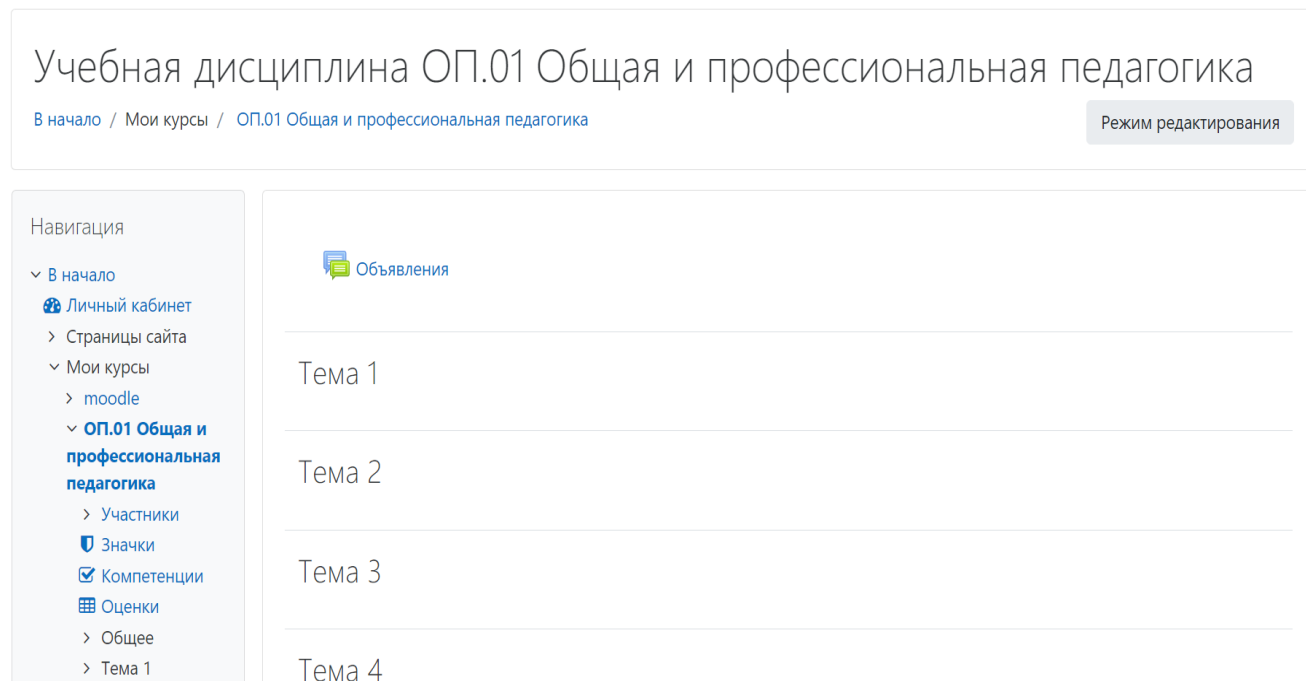 Учебная дисциплина ОП.01 Общая и профессиональная педагогика
В начало / Мои курсы / ОП.01 Общая и профессиональная педагогика
Режим редактирования
Навигация
В начало
Личный кабинет
Страницы сайта
Мои курсы
moodle
ОП.01 Общая и
профессиональная
педагогика
Участники
Значки
Компетенции
Оценки
Общее
Тема 1
Объявления
Тема 1
Тема 2
Тема 3
Тема 4